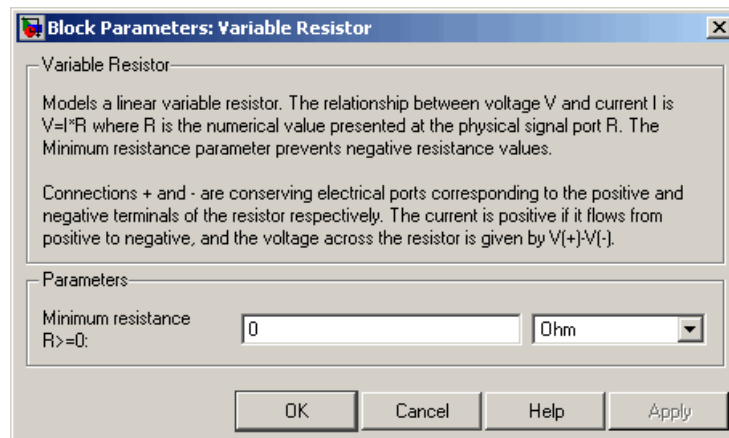 Block Parameters: Variable Resistor
Variable Resistor
Models a linear variable resistor. The relationship between voltage V and current I is
V=I*R where R is the numerical value presented at the physical signal port R. The
Minimum resistance parameter prevents negative resistance values.
Connections + and - are conserving electrical ports corresponding to the positive and
negative terminals of the resistor respectively. The current is positive if it flows from
positive to negative, and the voltage across the resistor is given by V(+)-V(-).
Parameters
Minimum resistance
R>=0:
0
Ohm
OK
Cancel
Help
Apply